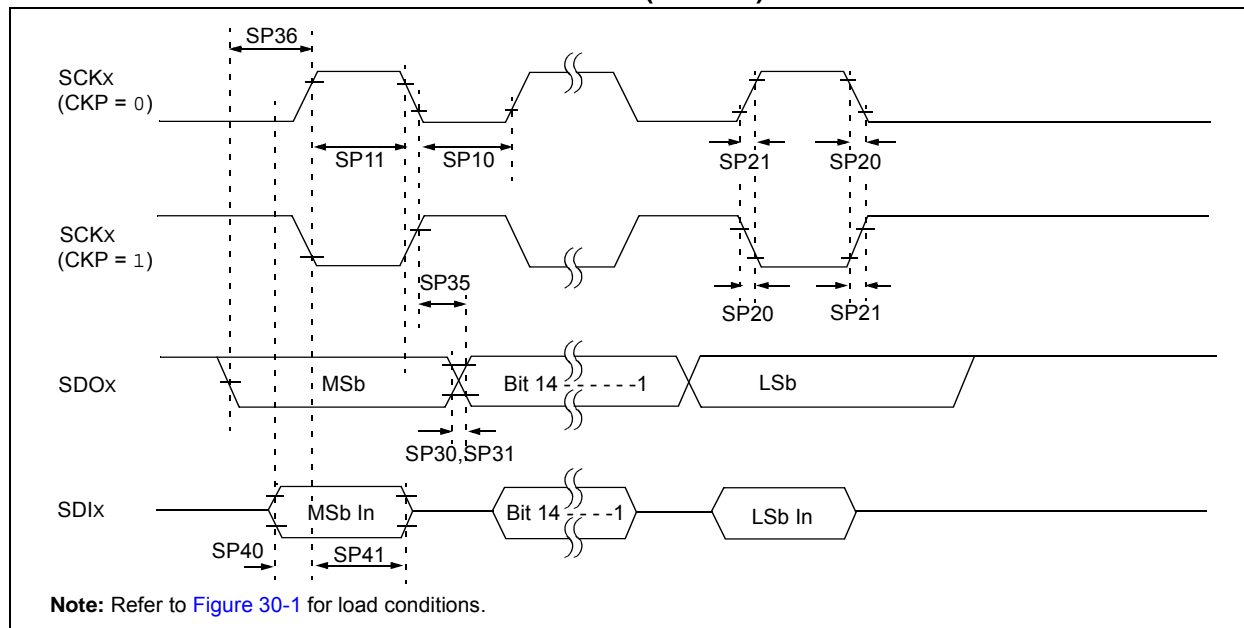 SP36
SCKx
(CKP = 0)
SP11
SP10
SP21
SP20
SCKx
(CKP = 1)
SP35
SP20
SP21
SDOx
MSb
Bit 14 - - - - - -1
LSb
SP30,SP31
SDIx
MSb In
Bit 14 - - - -1
LSb In
SP40
SP41
Note: Refer to Figure 30-1 for load conditions.